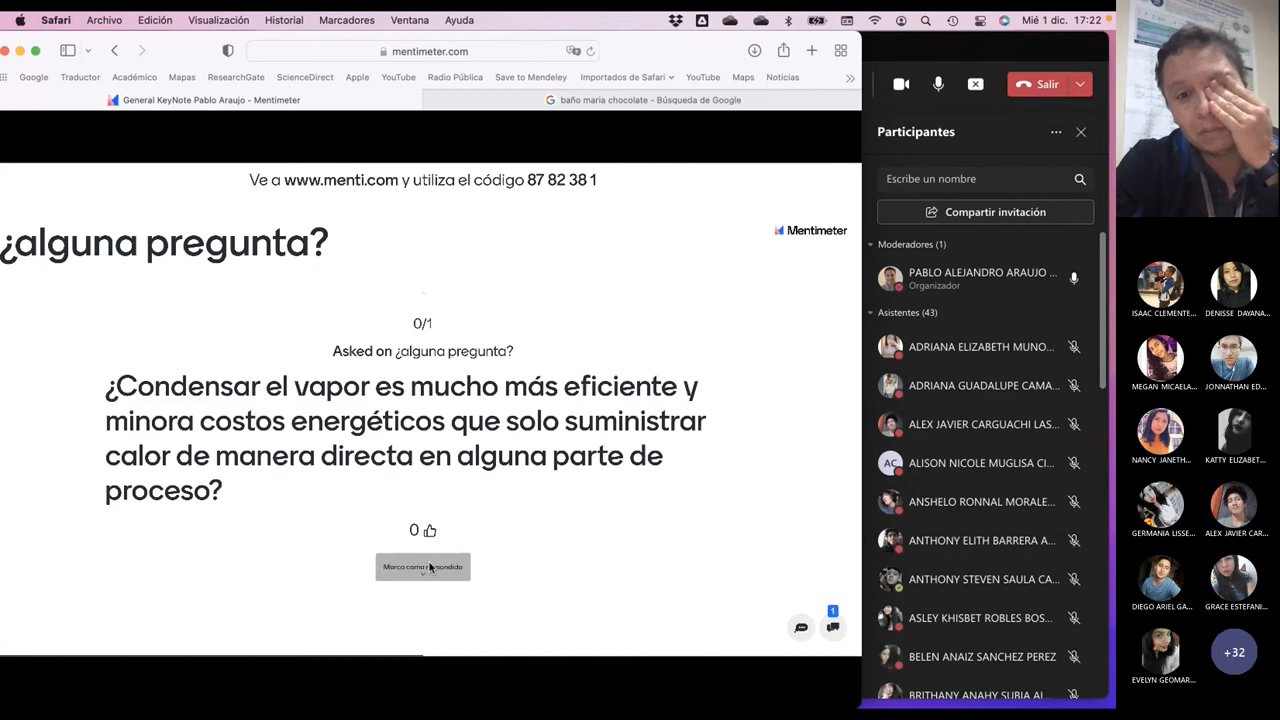 Safari Archivo Edición Visualización Historial Marcadores Ventana Ayuda
Mié 1 dic. 17:22
mentimeter.com
Google Traductor Académico Mapas ResearchGate ScienceDirect Apple YouTube Radio Pública Save to Mendeley Importados de Safari YouTube Maps Noticias
General KeyNote Pablo Araujo - Mentimeter
baño maria chocolate - Búsqueda de Google
Ve a www.menti.com y utiliza el código 87 82 38 1
¿alguna pregunta?
Mentimeter
0/1
Asked on ¿alguna pregunta?
¿Condensar el vapor es mucho más eficiente y
minora costos energéticos que solo suministrar
calor de manera directa en alguna parte de
proceso?
0
Marca como
1
Salir
Participantes
Escribe un nombre
Compartir invitación
Moderadores (1)
PABLO ALEJANDRO ARAUJO ...
Organizador
Asistentes (43)
ADRIANA ELIZABETH MUNO...
ADRIANA GUADALUPE CAMA...
ALEX JAVIER CARGUACHI LAS...
AC
ALISON NICOLE MUGLISA CI...
ANSHELO RONNAL MORALE...
ANTHONY ELITH BARRERA A...
ANTHONY STEVEN SAULA CA...
ASLEY KHISBET ROBLES BOS...
BELEN ANAIZ SANCHEZ PEREZ
BRITHANY ANAHY SUBIA AL
ISAAC CLEMENTE...
DENISSE DAYANA...
MEGAN MICAELA...
JONNATHAN ED...
NANCY JANETH...
KATTY ELIZABET...
GERMANIA LISSE...
ALEX JAVIER CAR...
DIEGO ARIEL GA...
GRACE ESTEFANI...
EVELYN GEOMAR...
+32